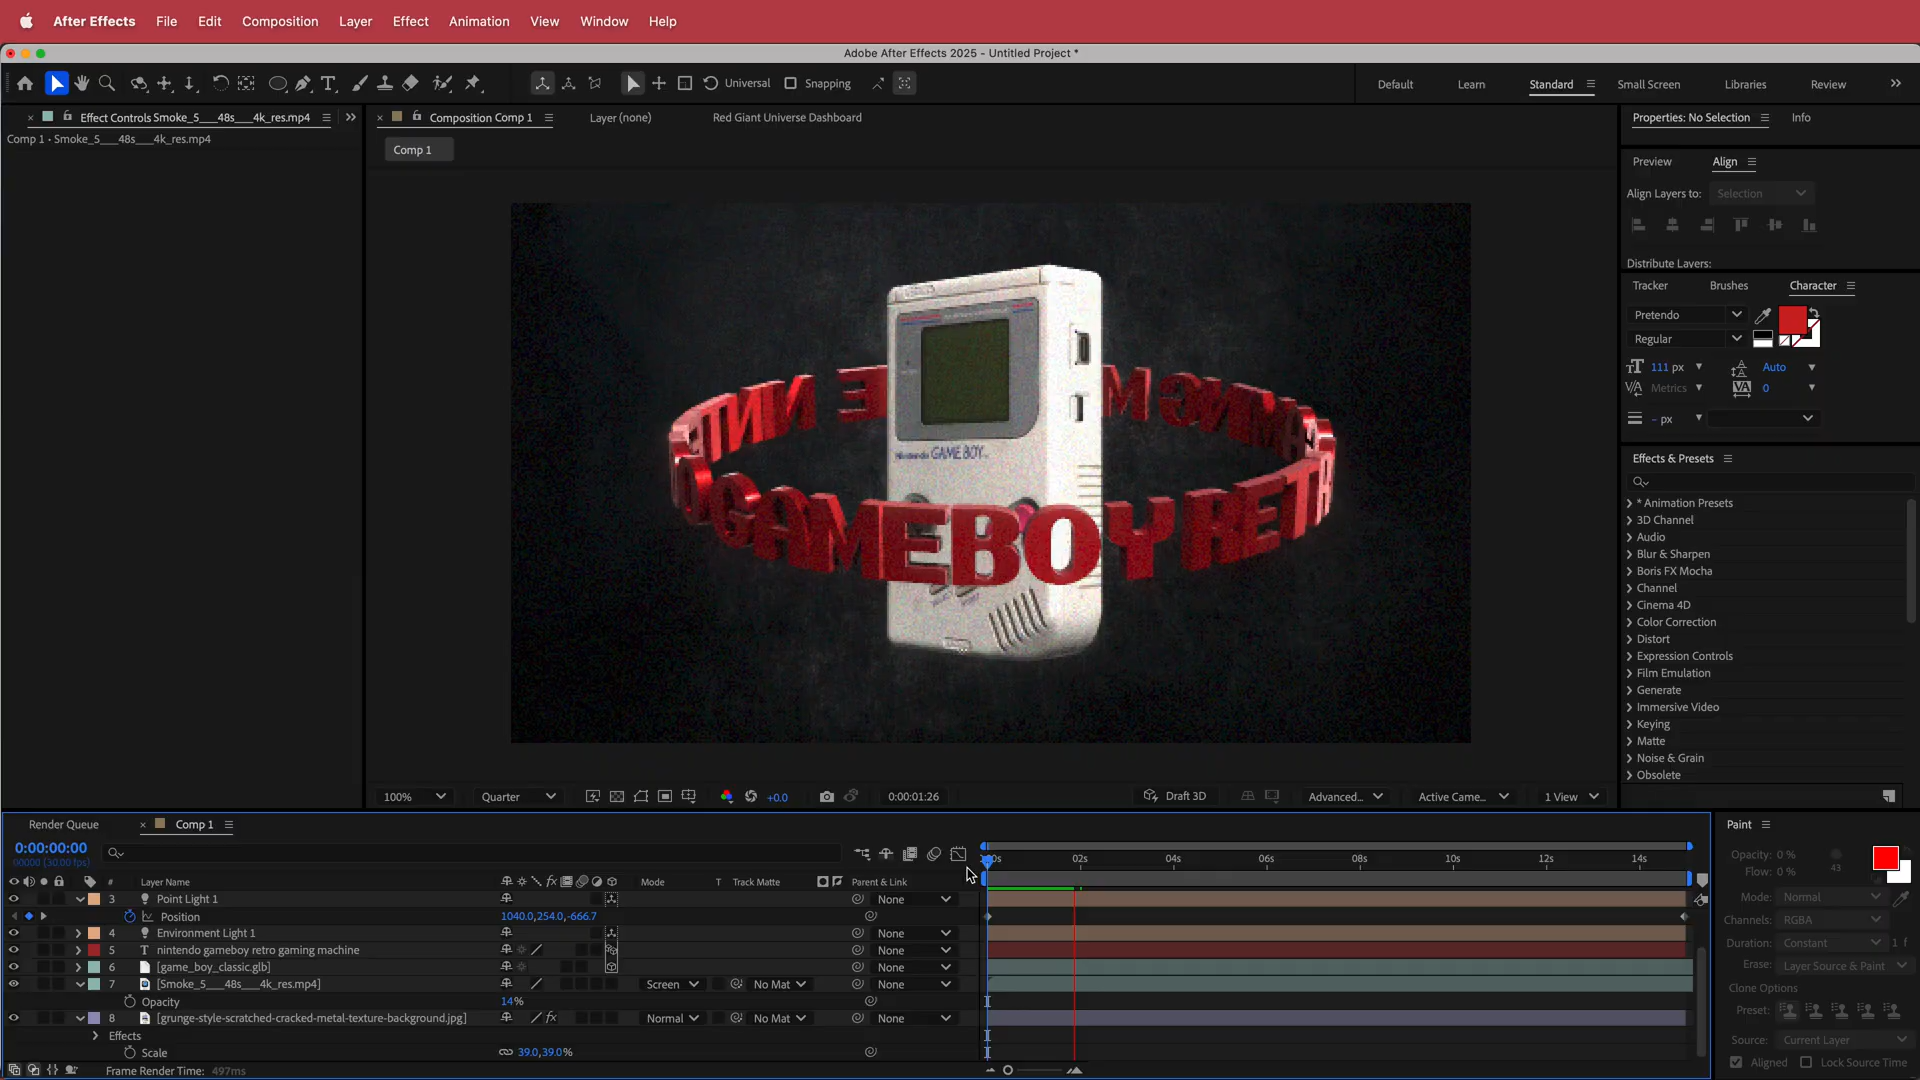 After Effects File Edit Composition Layer Effect Animation View Window Help
Adobe After Effects 2025 - Untitled Project *
Universal Snapping Default Learn Standard Small Screen Libraries Review
Effect Controls Smoke_5___48s___4k_res.mp4
Comp 1 • Smoke_5___48s___4k_res.mp4
Composition Comp 1 Layer (none) Red Giant Universe Dashboard
Comp 1
Nintendo GAME BOY
GAMEBOY RETR
100% Quarter +0.0 0:00:01:26 Draft 3D Advanced... Active Came... 1 View
Properties: No Selection Info
Preview Align
Align Layers to: Selection
Distribute Layers:
Tracker Brushes Character
Pretendo
Regular
111 px Auto
Metrics 0
- px
Effects & Presets
* Animation Presets
3D Channel
Audio
Blur & Sharpen
Boris FX Mocha
Channel
Cinema 4D
Color Correction
Distort
Expression Controls
Film Emulation
Generate
Immersive Video
Keying
Matte
Noise & Grain
Obsolete
Render Queue Comp 1
0:00:00:00
00000 (30.00 fps)
# Layer Name Mode T Track Matte Parent & Link
:00s 02s 04s 06s 08s 10s 12s 14s
3 Point Light 1 None
Position 1040.0,254.0,-666.7
4 Environment Light 1 None
5 T nintendo gameboy retro gaming machine None
6 [game_boy_classic.glb] None
7 [Smoke_5___48s___4k_res.mp4] Screen No Mat None
Opacity 14%
8 [grunge-style-scratched-cracked-metal-texture-background.jpg] Normal No Mat None
Effects
Scale 39.0,39.0%
Frame Render Time: 497ms
Paint
Opacity: 0 %
Flow: 0 % 43
Mode: Normal
Channels: RGBA
Duration: Constant 1 f
Erase: Layer Source & Paint
Clone Options
Preset:
Source: Current Layer
Aligned Lock Source Time